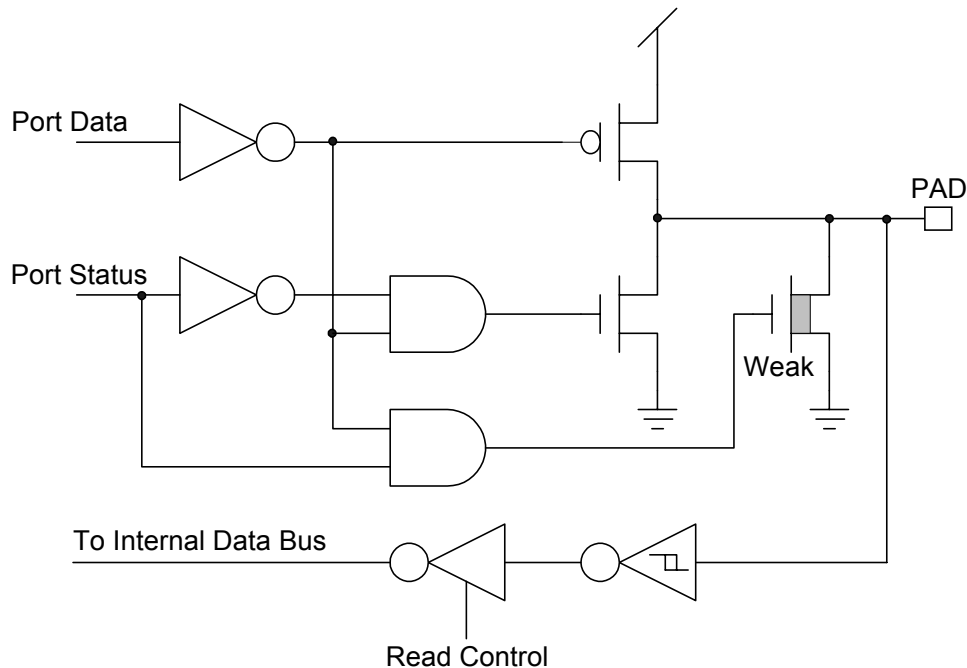 Port Data
PAD
Port Status
Weak
To Internal Data Bus
Read Control